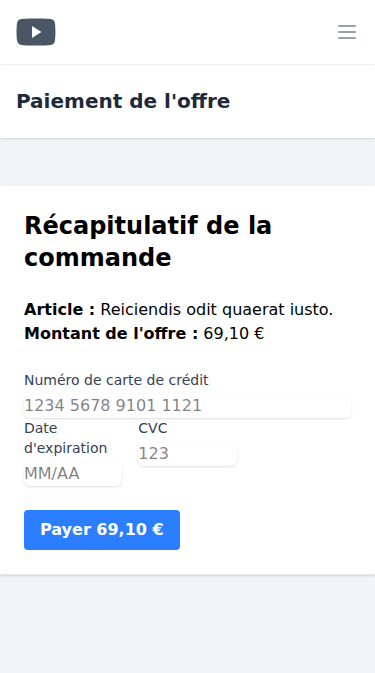 Paiement de l'offre
Récapitulatif de la
commande
Article : Reiciendis odit quaerat iusto.
Montant de l'offre : 69,10 €
Numéro de carte de crédit
1234 5678 9101 1121
Date
d'expiration
MM/AA
CVC
123
Payer 69,10 €